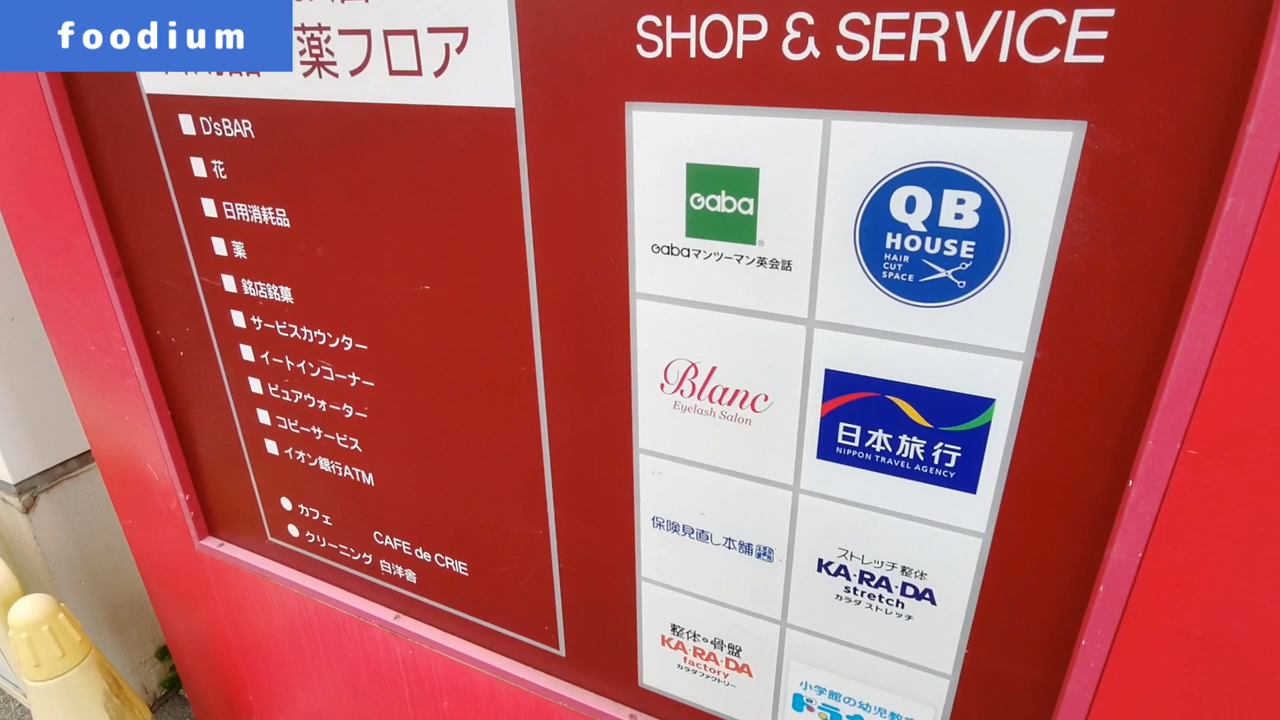 foodium
薬フロア
D'sBAR
花
日用消耗品
薬
銘店銘菓
サービスカウンター
イートインコーナー
ピュアウォーター
コピーサービス
イオン銀行ATM
カフェ CAFE de CRIE
クリーニング 白洋舎
SHOP & SERVICE
Gaba
Gabaマンツーマン英会話
QB
HOUSE
HAIR
CUT
SPACE
Blanc
Eyelash Salon
日本旅行
NIPPON TRAVEL AGENCY
保険見直し本舗
ストレッチ整体
KA・RA・DA
stretch
カラダ ストレッチ
整体◦骨盤
KA・RA・DA
factory
カラダファクトリー
小学館の幼児教
ドラ